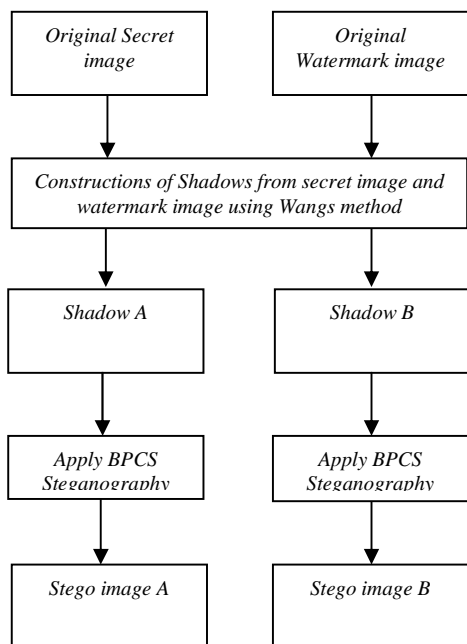 Original Secret
image
Original
Watermark image
Constructions of Shadows from secret image and
watermark image using Wangs method
Shadow A
Shadow B
Apply BPCS
Steganography
Apply BPCS
Steganography
Stego image A
Stego image B